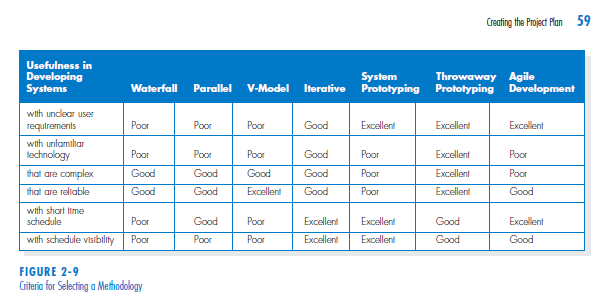 Creating the Project Plan 59
Usefulness in
Developing System Throwaway Agile
Systems Waterfall Parallel V-Model Iterative Prototyping Prototyping Development
with unclear user
requirements Poor Poor Poor Good Excellent Excellent Excellent
with unfamiliar
technology Poor Poor Poor Good Poor Excellent Poor
that are complex Good Good Good Good Poor Excellent Poor
that are reliable Good Good Excellent Good Poor Excellent Good
with short time
schedule Poor Good Poor Excellent Excellent Good Excellent
with schedule visibility Poor Poor Poor Excellent Excellent Good Good
FIGURE 2-9
Criteria for Selecting a Methodology